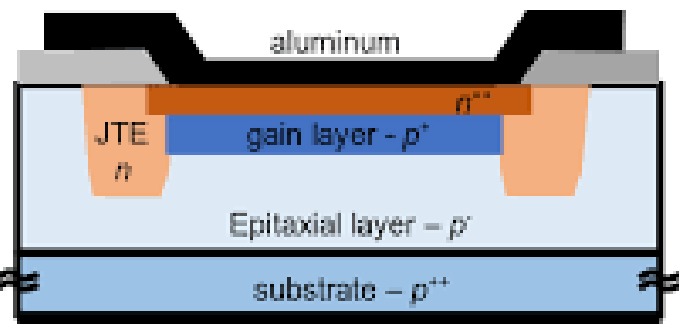 aluminum
n⁺⁺
JTE
n
gain layer - p⁺
Epitaxial layer – p⁻
substrate – p⁺⁺